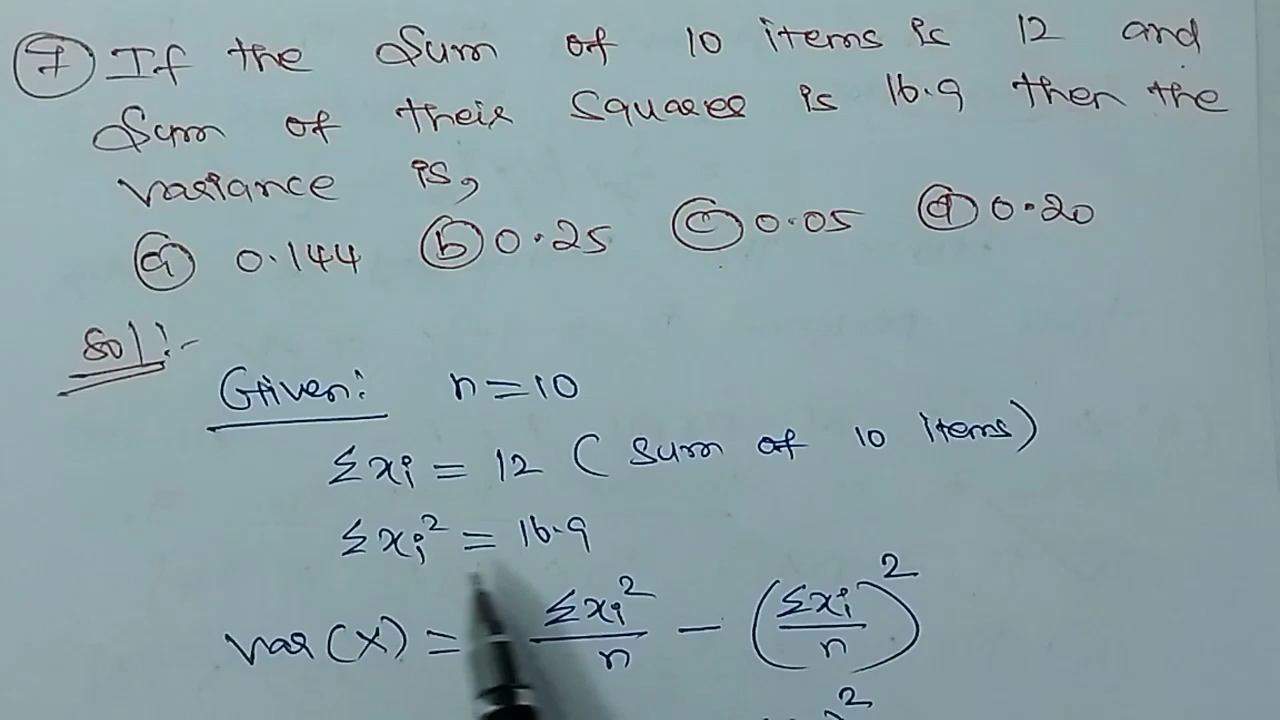 7 If the Sum of 10 items is 12 and
Sum of their Squares is 16.9 then the
variance is,
a 0.144 b 0.25 c 0.05 d 0.20
Sol:-
Given: n=10
Σxi = 12 (Sum of 10 items)
Σxi² = 16.9
var(X) = Σxi²/n - (Σxi/n)²